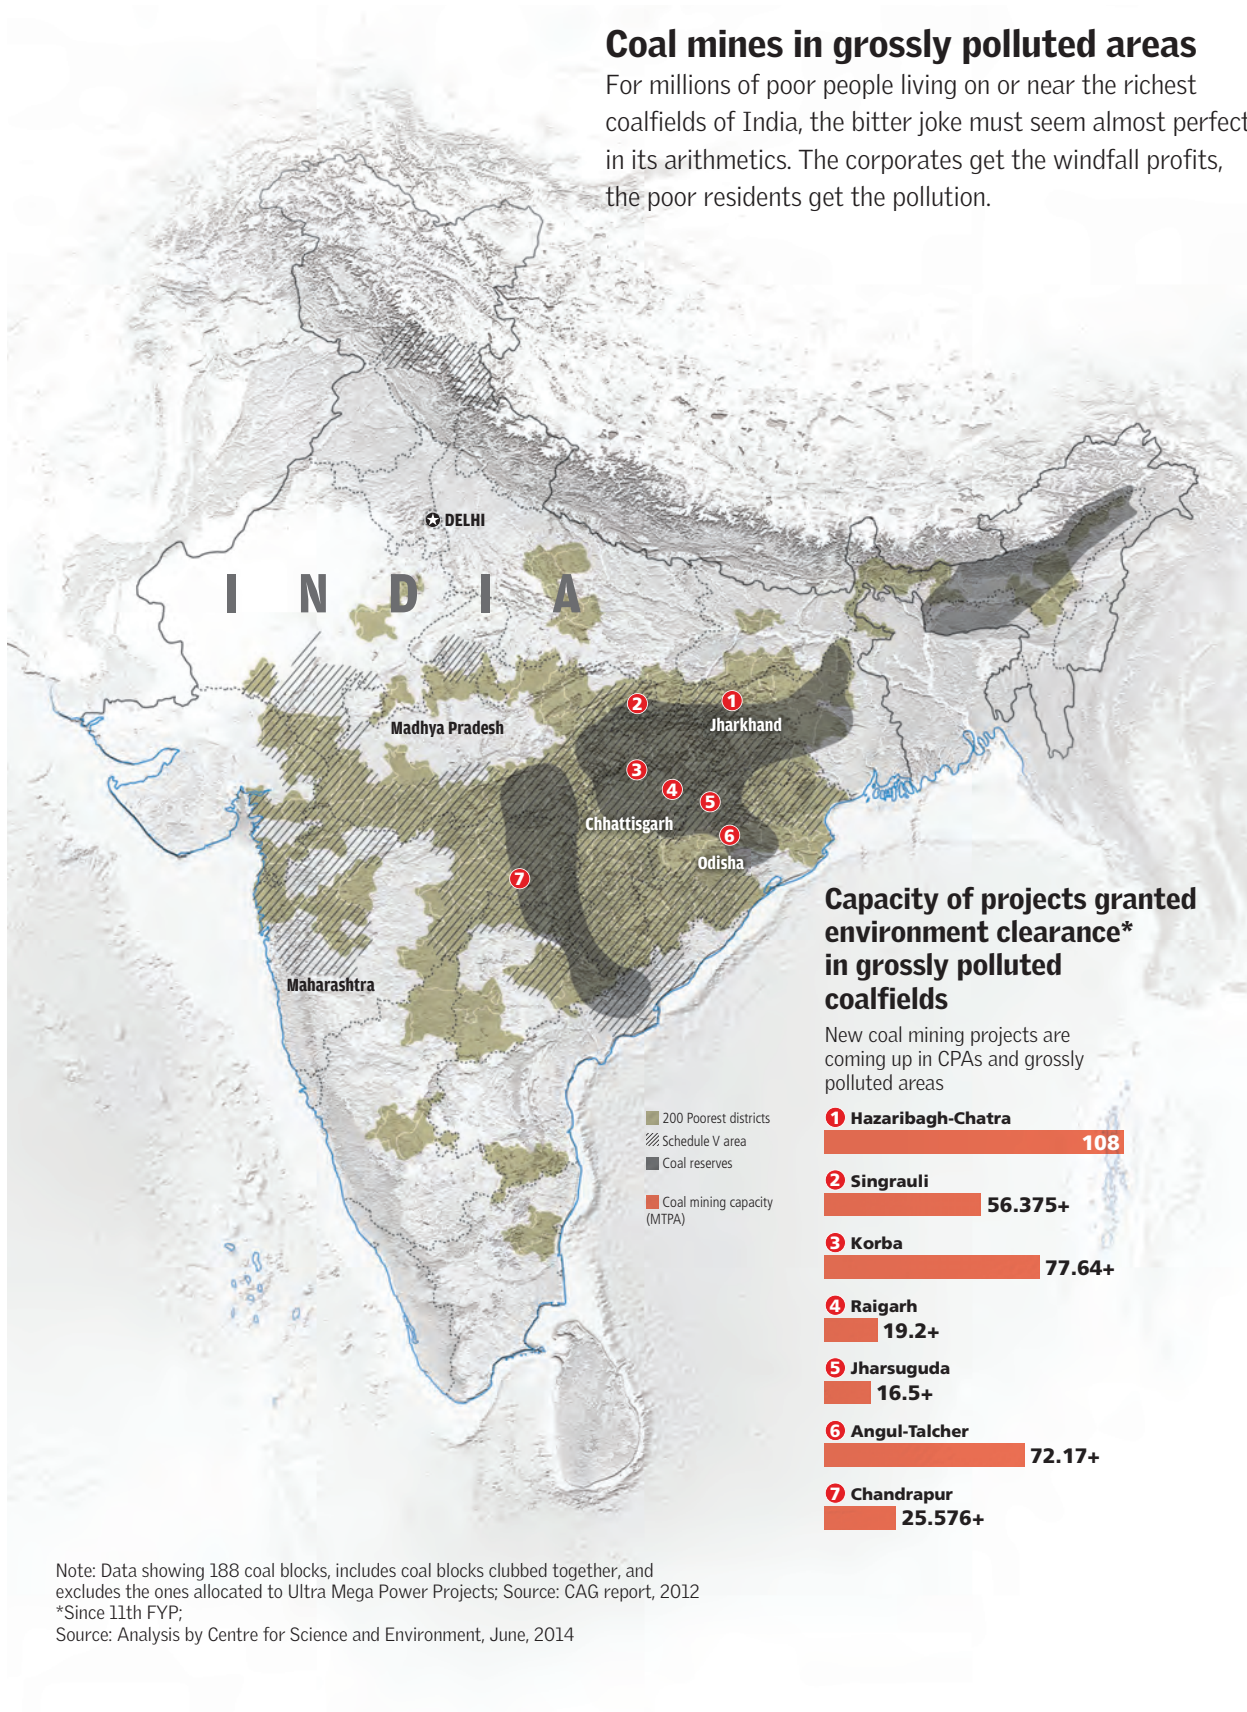 Coal mines in grossly polluted areas
For millions of poor people living on or near the richest
coalfields of India, the bitter joke must seem almost perfect
in its arithmetics. The corporates get the windfall profits,
the poor residents get the pollution.
DELHI
INDIA
2
1
Madhya Pradesh
Jharkhand
3
4
5
Chhattisgarh
6
Odisha
7
Maharashtra
Capacity of projects granted
environment clearance*
in grossly polluted
coalfields
New coal mining projects are
coming up in CPAs and grossly
polluted areas
200 Poorest districts
Schedule V area
Coal reserves
Coal mining capacity
(MTPA)
1 Hazaribagh-Chatra
108
2 Singrauli
56.375+
3 Korba
77.64+
4 Raigarh
19.2+
5 Jharsuguda
16.5+
6 Angul-Talcher
72.17+
7 Chandrapur
25.576+
Note: Data showing 188 coal blocks, includes coal blocks clubbed together, and
excludes the ones allocated to Ultra Mega Power Projects; Source: CAG report, 2012
*Since 11th FYP;
Source: Analysis by Centre for Science and Environment, June, 2014